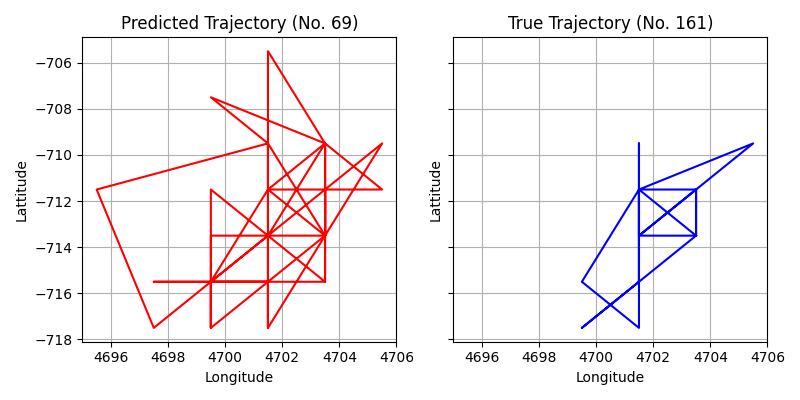 Predicted Trajectory (No. 69)
True Trajectory (No. 161)
−706
−708
−710
−712
−714
−716
−718
Lattitude
Lattitude
4696 4698 4700 4702 4704 4706
4696 4698 4700 4702 4704 4706
Longitude
Longitude